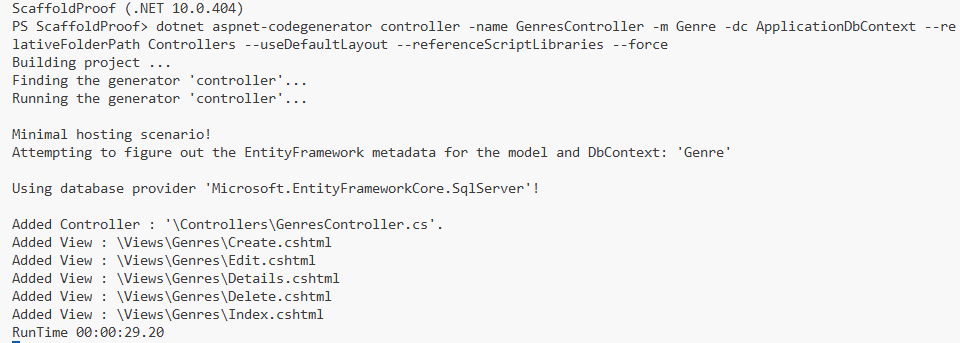 ScaffoldProof (.NET 10.0.404)
PS ScaffoldProof> dotnet aspnet-codegenerator controller -name GenresController -m Genre -dc ApplicationDbContext --re
lativeFolderPath Controllers --useDefaultLayout --referenceScriptLibraries --force
Building project ...
Finding the generator 'controller'...
Running the generator 'controller'...
Minimal hosting scenario!
Attempting to figure out the EntityFramework metadata for the model and DbContext: 'Genre'
Using database provider 'Microsoft.EntityFrameworkCore.SqlServer'!
Added Controller : '\Controllers\GenresController.cs'.
Added View : \Views\Genres\Create.cshtml
Added View : \Views\Genres\Edit.cshtml
Added View : \Views\Genres\Details.cshtml
Added View : \Views\Genres\Delete.cshtml
Added View : \Views\Genres\Index.cshtml
RunTime 00:00:29.20